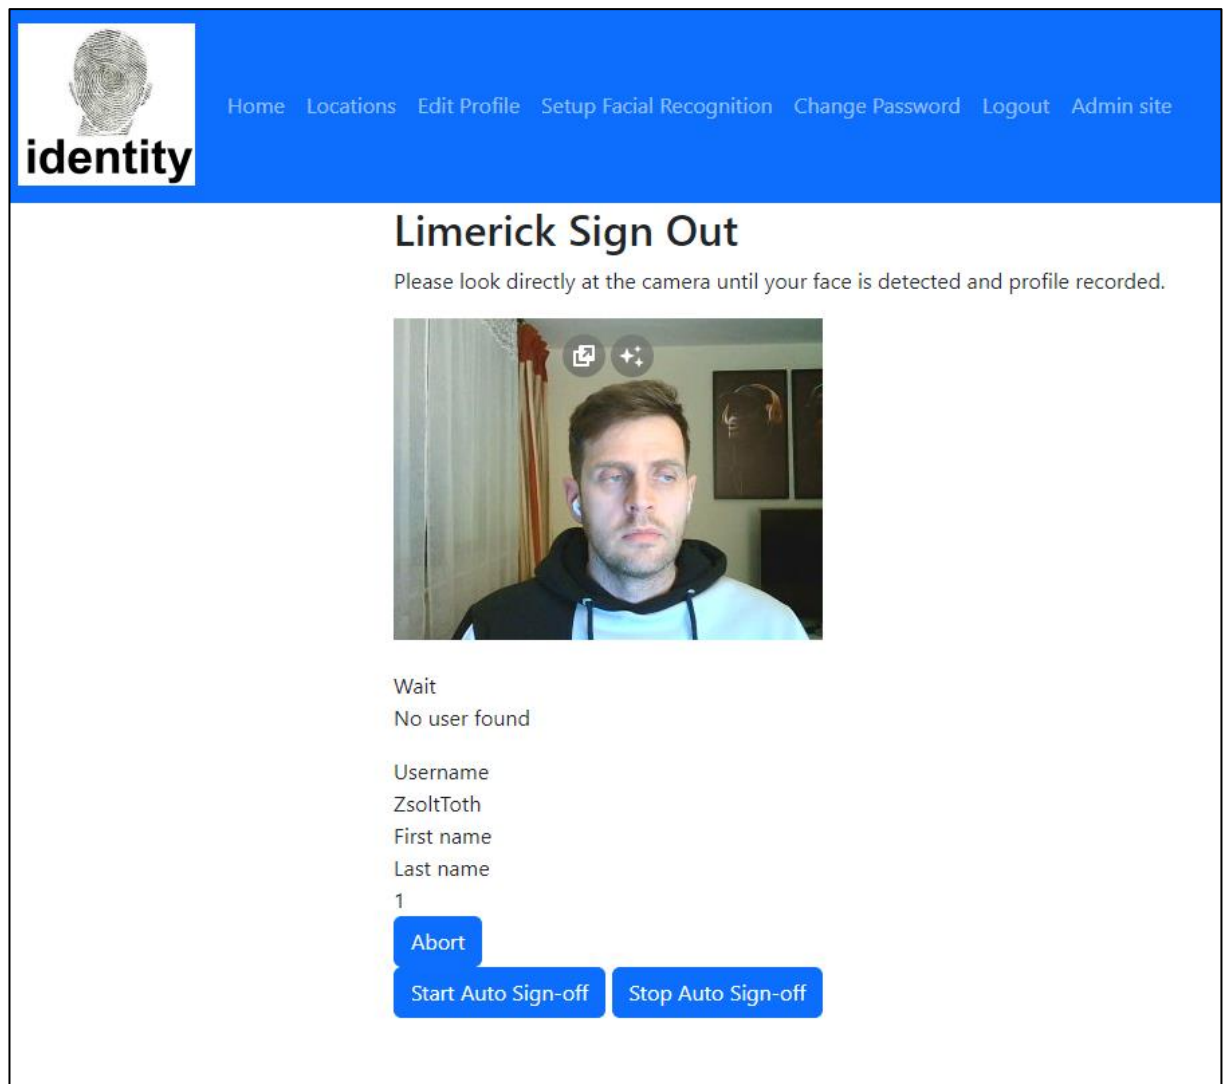 identity
Home Locations Edit Profile Setup Facial Recognition Change Password Logout Admin site
Limerick Sign Out
Please look directly at the camera until your face is detected and profile recorded.
Wait
No user found
Username
ZsoltToth
First name
Last name
1
Abort
Start Auto Sign-off Stop Auto Sign-off